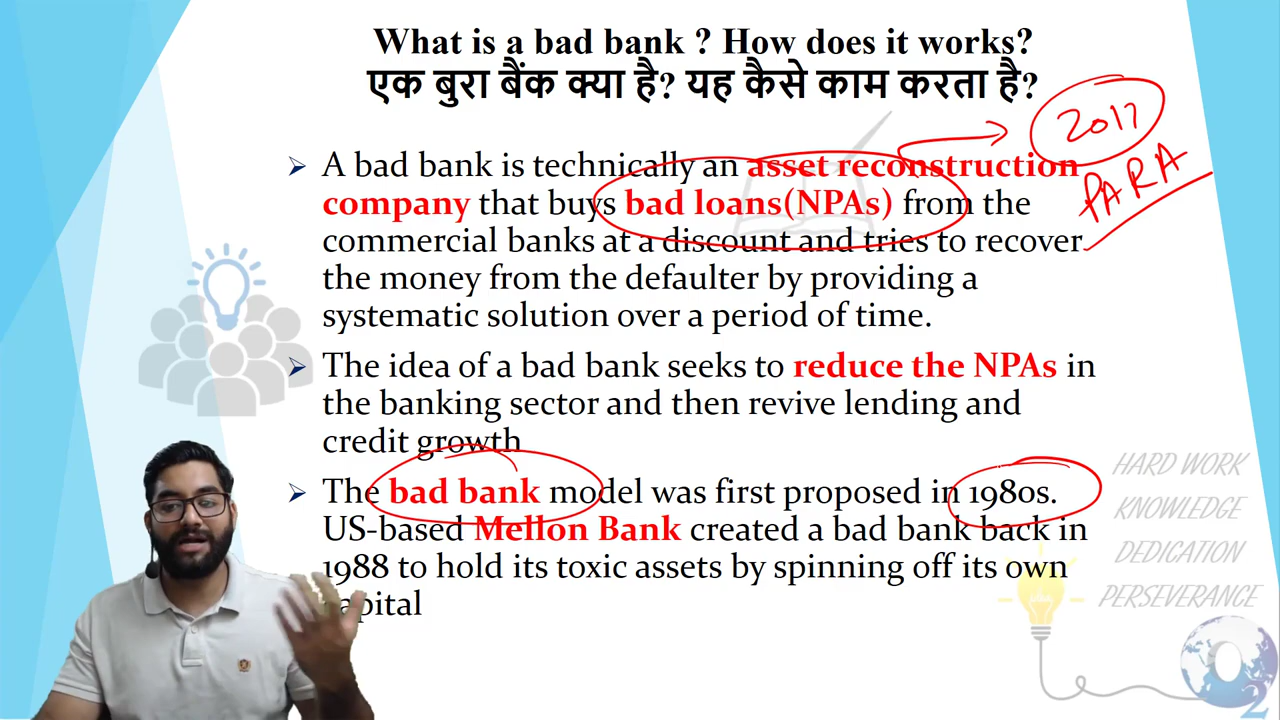 What is a bad bank ? How does it works?
एक बुरा बैंक क्या है? यह कैसे काम करता है?
2017
PARA
➢ A bad bank is technically an asset reconstruction
company that buys bad loans(NPAs) from the
commercial banks at a discount and tries to recover
the money from the defaulter by providing a
systematic solution over a period of time.
➢ The idea of a bad bank seeks to reduce the NPAs in
the banking sector and then revive lending and
credit growth
➢ The bad bank model was first proposed in 1980s.
US-based Mellon Bank created a bad bank back in
1988 to hold its toxic assets by spinning off its own
capital
HARD WORK
KNOWLEDGE
DEDICATION
PERSEVERANCE
O2